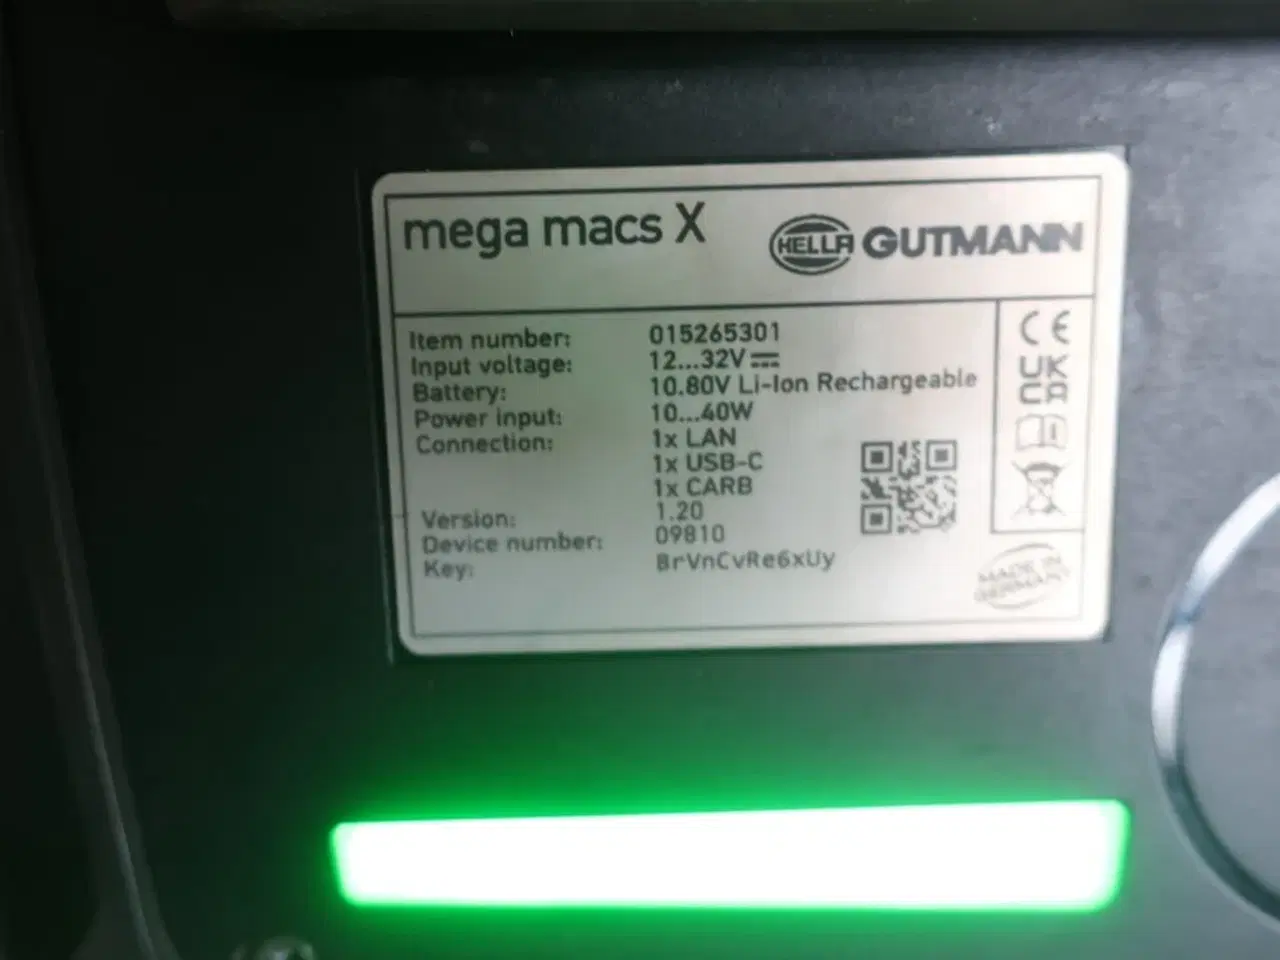 mega macs X
HELLA GUTMANN
Item number: 015265301
Input voltage: 12...32V
Battery: 10.80V Li-Ion Rechargeable
Power input: 10...40W
Connection: 1x LAN
1x USB-C
1x CARB
Version: 1.20
Device number: 09810
Key: BrVnCvRe6xUy
CE
UK
CA
MADE IN
GERMANY